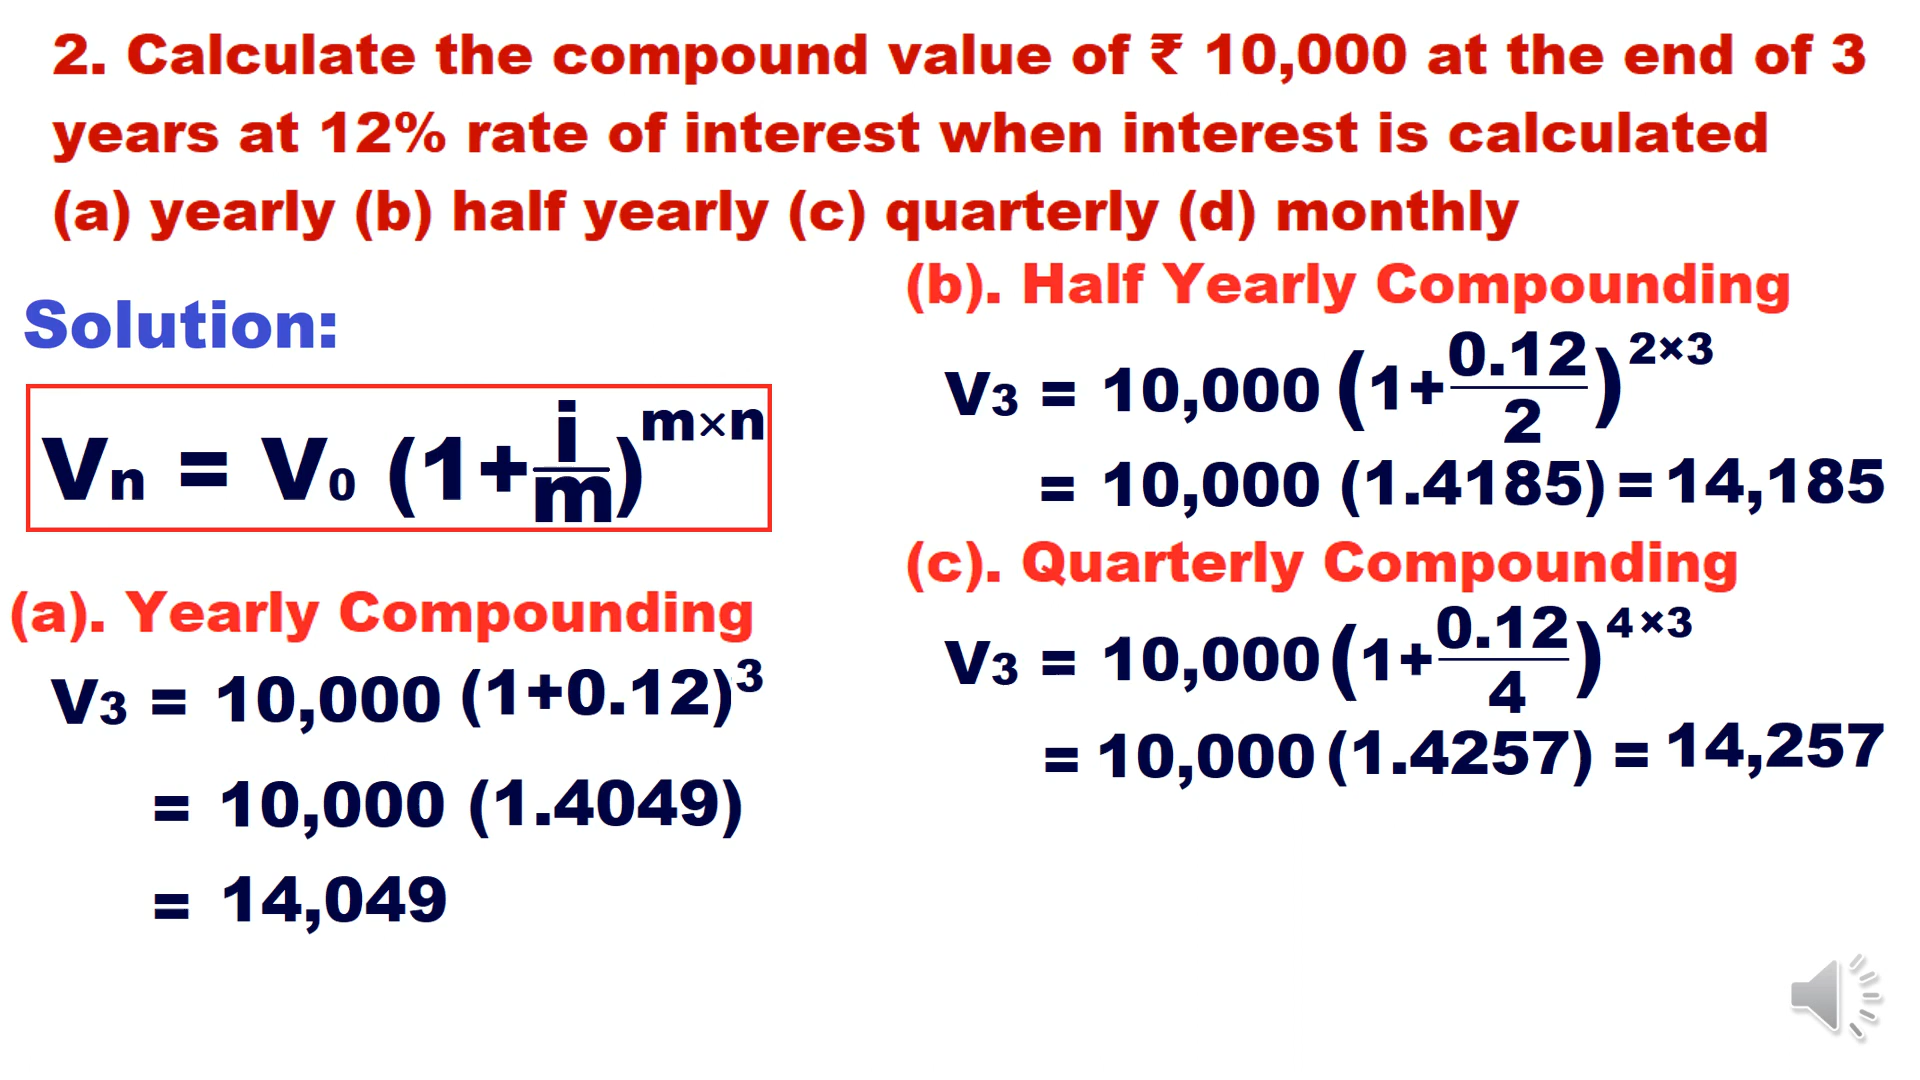 2. Calculate the compound value of ₹ 10,000 at the end of 3
years at 12% rate of interest when interest is calculated
(a) yearly (b) half yearly (c) quarterly (d) monthly
Solution:
Vn = V0 (1+i/m)^m×n
(a). Yearly Compounding
V3 = 10,000 (1+0.12)^3
= 10,000 (1.4049)
= 14,049
(b). Half Yearly Compounding
V3 = 10,000 (1+0.12/2)^2×3
= 10,000 (1.4185) = 14,185
(c). Quarterly Compounding
V3 = 10,000 (1+0.12/4)^4×3
= 10,000 (1.4257) = 14,257